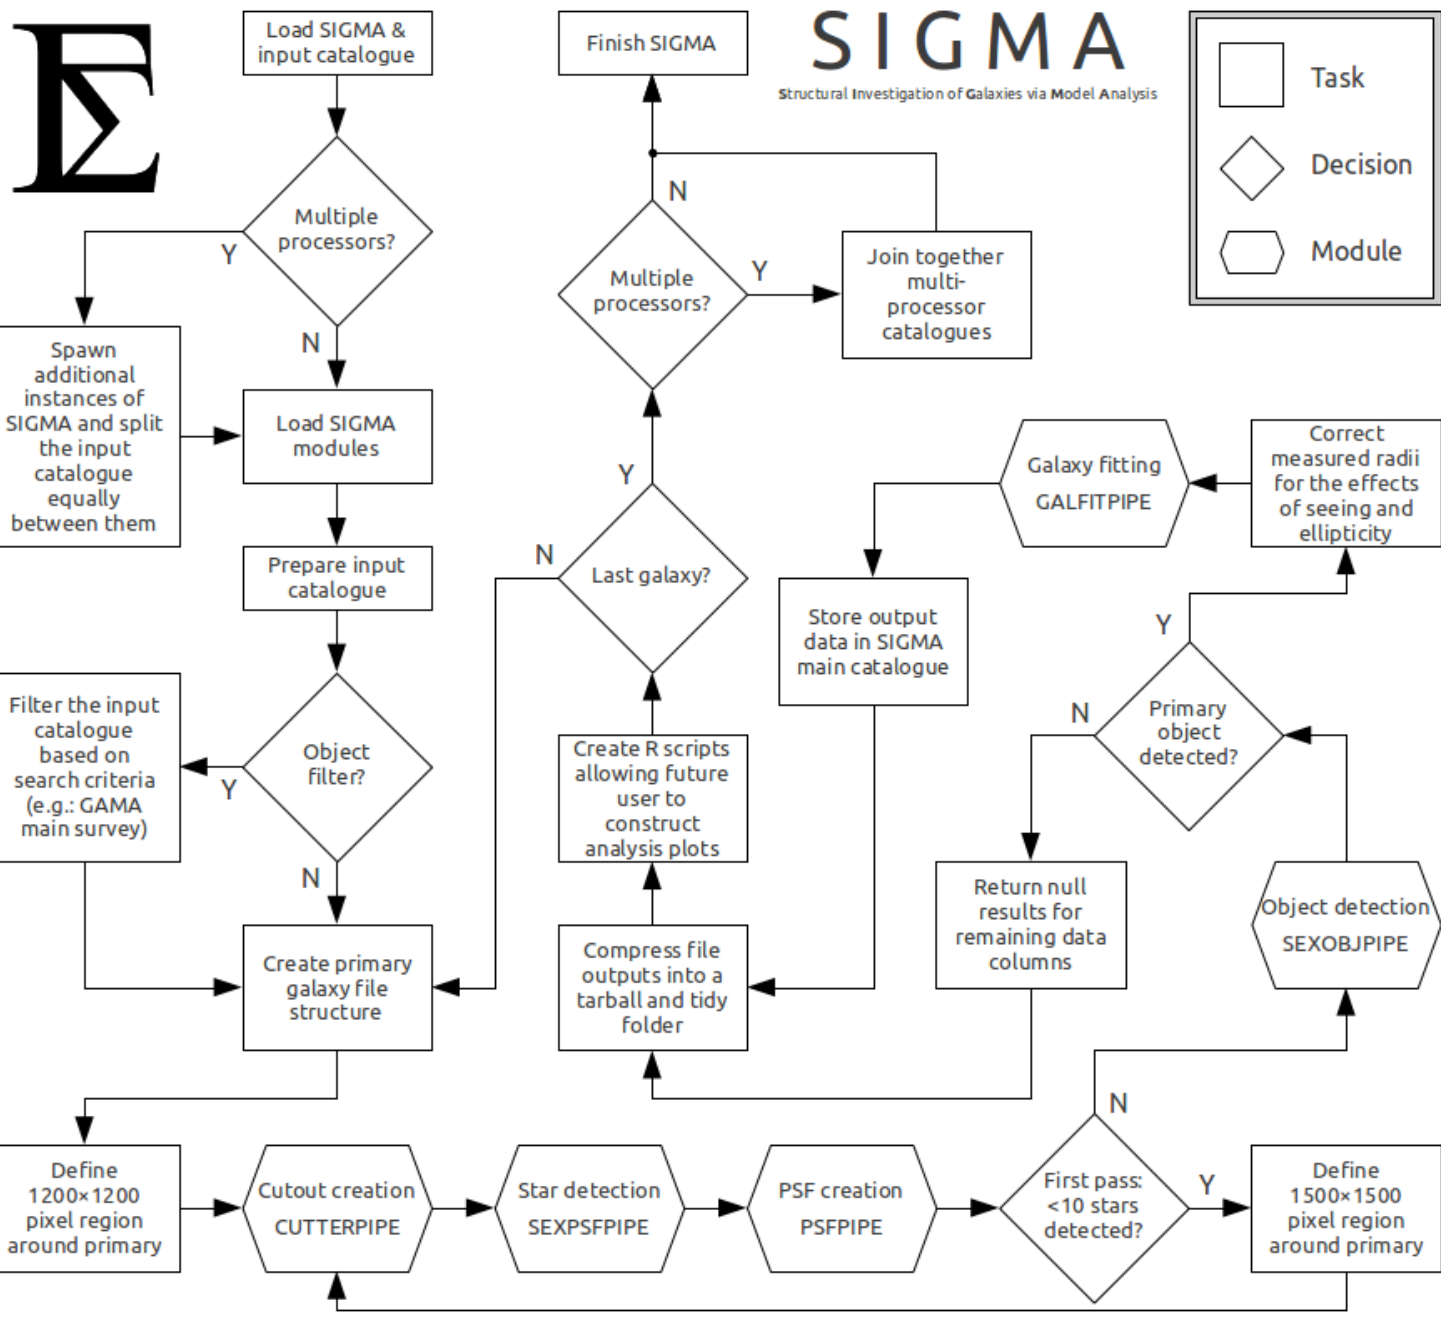 Load SIGMA &
input catalogue
Multiple
processors?
Y
N
Spawn
additional
instances of
SIGMA and split
the input
catalogue
equally
between them
Load SIGMA
modules
Prepare input
catalogue
Object
filter?
Y
N
Filter the input
catalogue
based on
search criteria
(e.g.: GAMA
main survey)
Create primary
galaxy file
structure
Define
1200×1200
pixel region
around primary
Cutout creation
CUTTERPIPE
Star detection
SEXPSFPIPE
PSF creation
PSFPIPE
First pass:
<10 stars
detected?
Y
N
Define
1500×1500
pixel region
around primary
Object detection
SEXOBJPIPE
Primary
object
detected?
Y
N
Return null
results for
remaining data
columns
Correct
measured radii
for the effects
of seeing and
ellipticity
Galaxy fitting
GALFITPIPE
Store output
data in SIGMA
main catalogue
Compress file
outputs into a
tarball and tidy
folder
Create R scripts
allowing future
user to
construct
analysis plots
Last galaxy?
N
Y
Multiple
processors?
Y
N
Join together
multi-
processor
catalogues
Finish SIGMA
SIGMA
Structural Investigation of Galaxies via Model Analysis
Task
Decision
Module